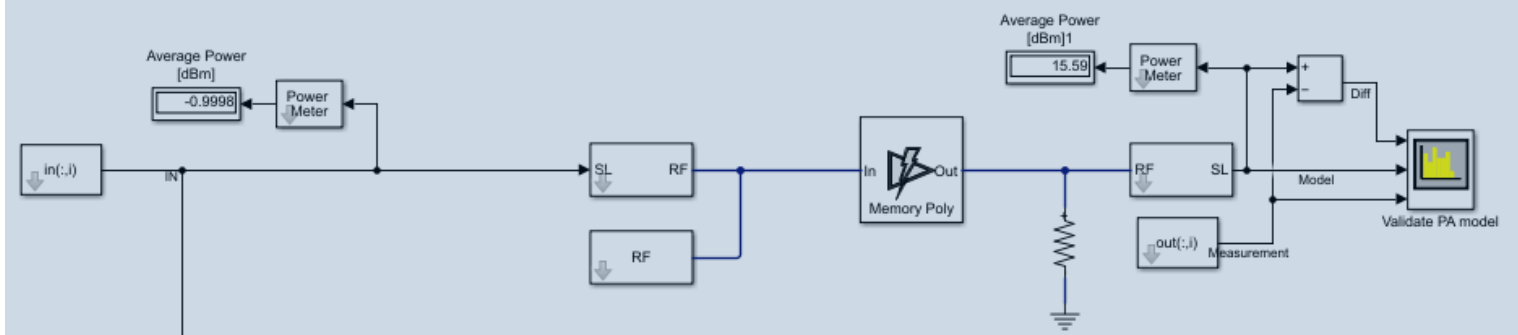 Average Power
[dBm]
-0.9998
Power
Meter
in(:,i)
IN
SL
RF
RF
In
Out
Memory Poly
Average Power
[dBm]1
15.59
Power
Meter
+
−
Diff
RF
SL
Model
out(:,i)
Measurement
+
Validate PA model